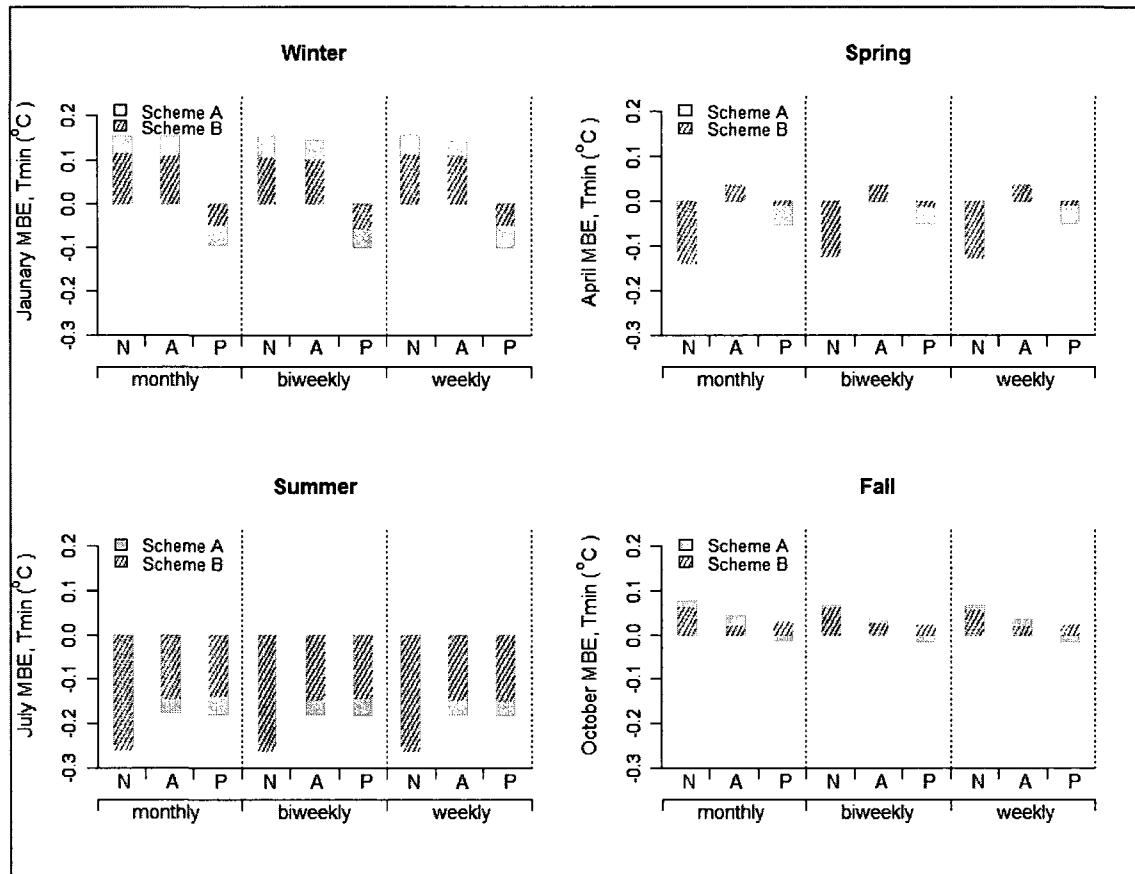 Winter
Scheme A
Scheme B
Jaunary MBE, Tmin (°C)
0.2
0.1
0.0
-0.1
-0.2
-0.3
N A P N A P N A P
monthly biweekly weekly
Spring
Scheme A
Scheme B
April MBE, Tmin (°C)
0.2
0.1
0.0
-0.1
-0.2
-0.3
N A P N A P N A P
monthly biweekly weekly
Summer
Scheme A
Scheme B
July MBE, Tmin (°C)
0.2
0.1
0.0
-0.1
-0.2
-0.3
N A P N A P N A P
monthly biweekly weekly
Fall
Scheme A
Scheme B
October MBE, Tmin (°C)
0.2
0.1
0.0
-0.1
-0.2
-0.3
N A P N A P N A P
monthly biweekly weekly